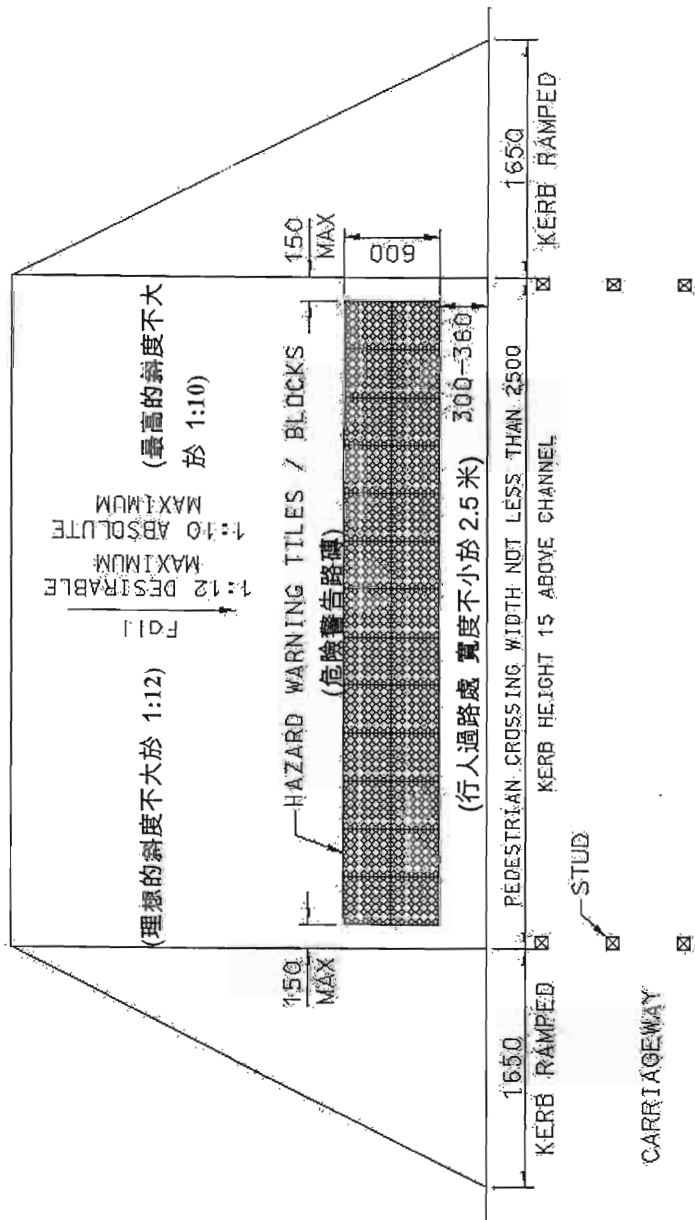 (最高的斜度不大
於 1:10)
1:10 ABSOLUTE
MAXIMUM
1:12 DESIRABLE
MAXIMUM
Fall
(理想的斜度不大於 1:12)
150
MAX
150
MAX
HAZARD WARNING TILES / BLOCKS
(危險警告路磚)
600
300-360
(行人過路處 寬度不小於 2.5 米)
1650
PEDESTRIAN CROSSING WIDTH NOT LESS THAN 2500
1650
KERB RAMPED
KERB HEIGHT 15 ABOVE CHANNEL
KERB RAMPED
STUD
CARRIAGEWAY